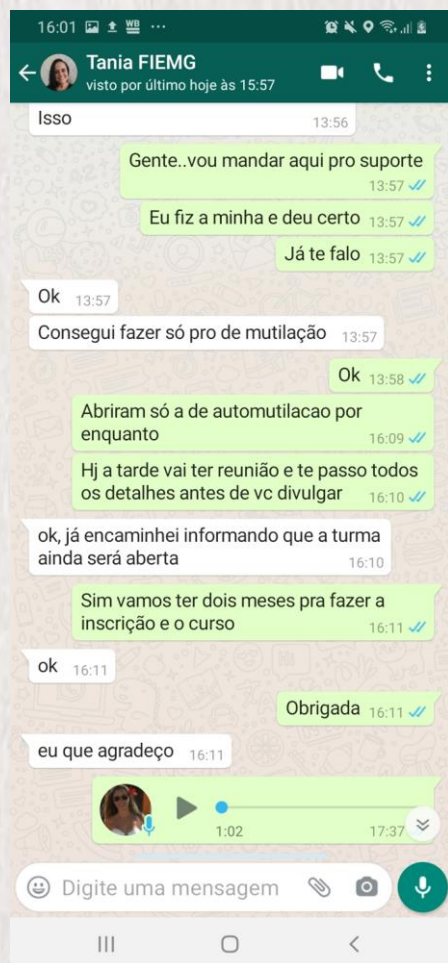 16:01 WB ...
Tania FIEMG
visto por último hoje às 15:57
Isso
13:56
Gente..vou mandar aqui pro suporte
13:57
Eu fiz a minha e deu certo 13:57
Já te falo 13:57
Ok 13:57
Consegui fazer só pro de mutilação 13:57
Ok 13:58
Abriram só a de automutilacao por
enquanto 16:09
Hj a tarde vai ter reunião e te passo todos
os detalhes antes de vc divulgar 16:10
ok, já encaminhei informando que a turma
ainda será aberta 16:10
Sim vamos ter dois meses pra fazer a
inscrição e o curso 16:11
ok 16:11
Obrigada 16:11
eu que agradeço 16:11
1:02 17:37
Digite uma mensagem